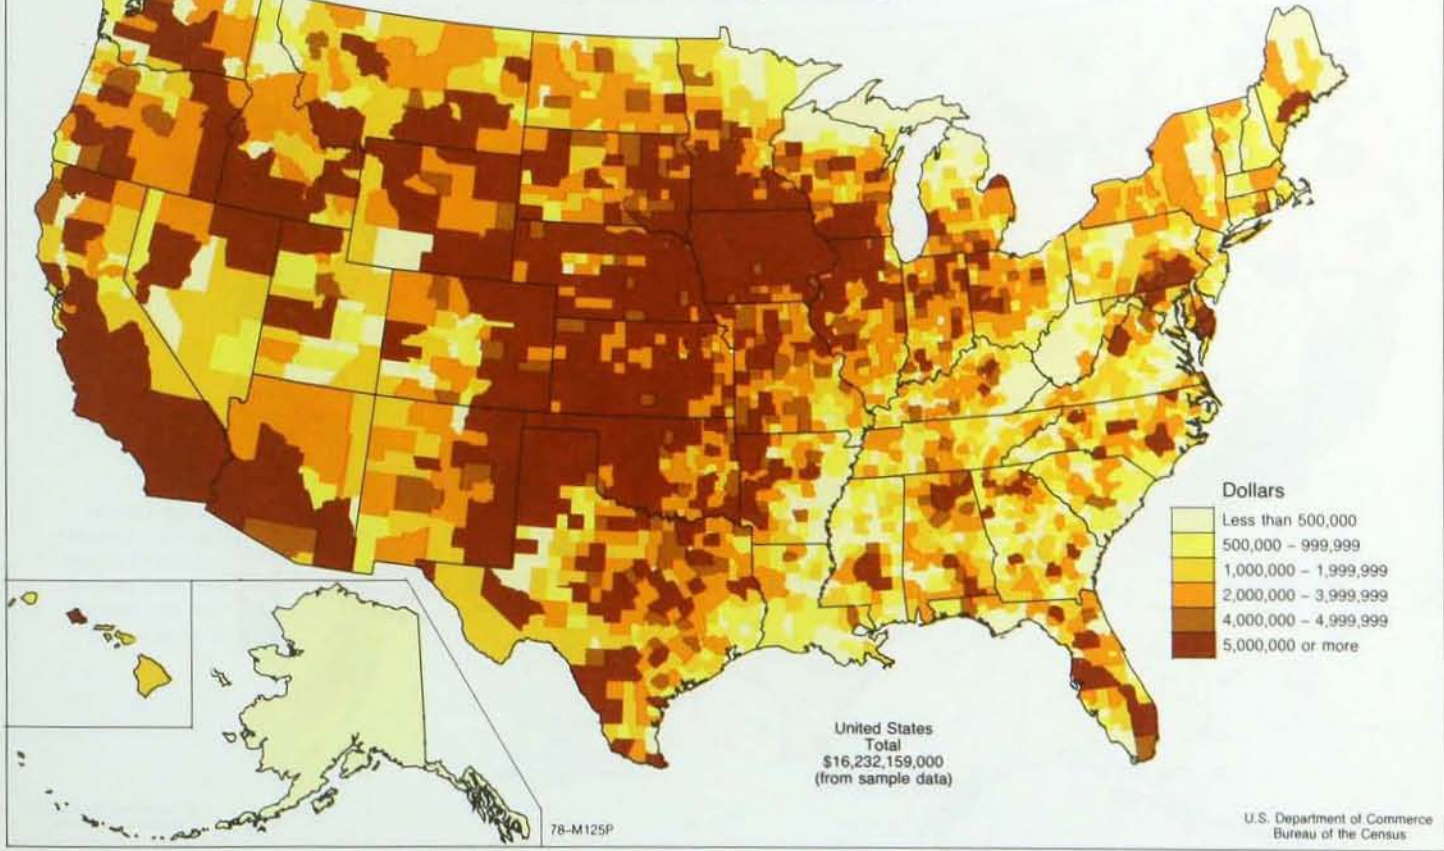 Dollars
Less than 500,000
500,000 – 999,999
1,000,000 – 1,999,999
2,000,000 – 3,999,999
4,000,000 – 4,999,999
5,000,000 or more
United States
Total
$16,232,159,000
(from sample data)
78–M125P
U.S. Department of Commerce
Bureau of the Census